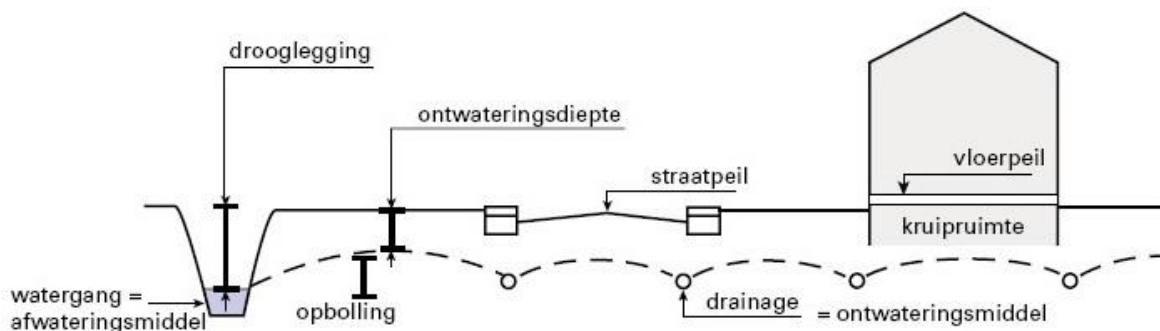 drooglegging
ontwateringsdiepte
vloerpeil
straatpeil
kruipruimte
watergang =
afwateringsmiddel
opbolling
drainage = ontwateringsmiddel